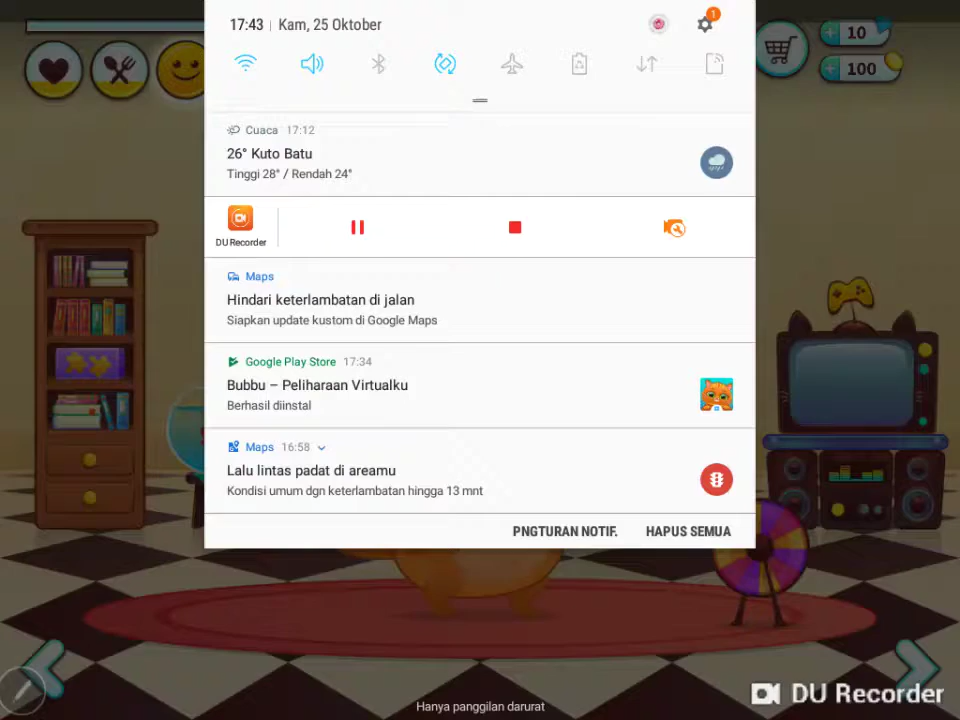 17:43 | Kam, 25 Oktober
1
10
100
Cuaca 17:12
26° Kuto Batu
Tinggi 28° / Rendah 24°
DU Recorder
Maps
Hindari keterlambatan di jalan
Siapkan update kustom di Google Maps
Google Play Store 17:34
Bubbu – Peliharaan Virtualku
Berhasil diinstal
Maps 16:58
Lalu lintas padat di areamu
Kondisi umum dgn keterlambatan hingga 13 mnt
PNGTURAN NOTIF. HAPUS SEMUA
DU Recorder
Hanya panggilan darurat